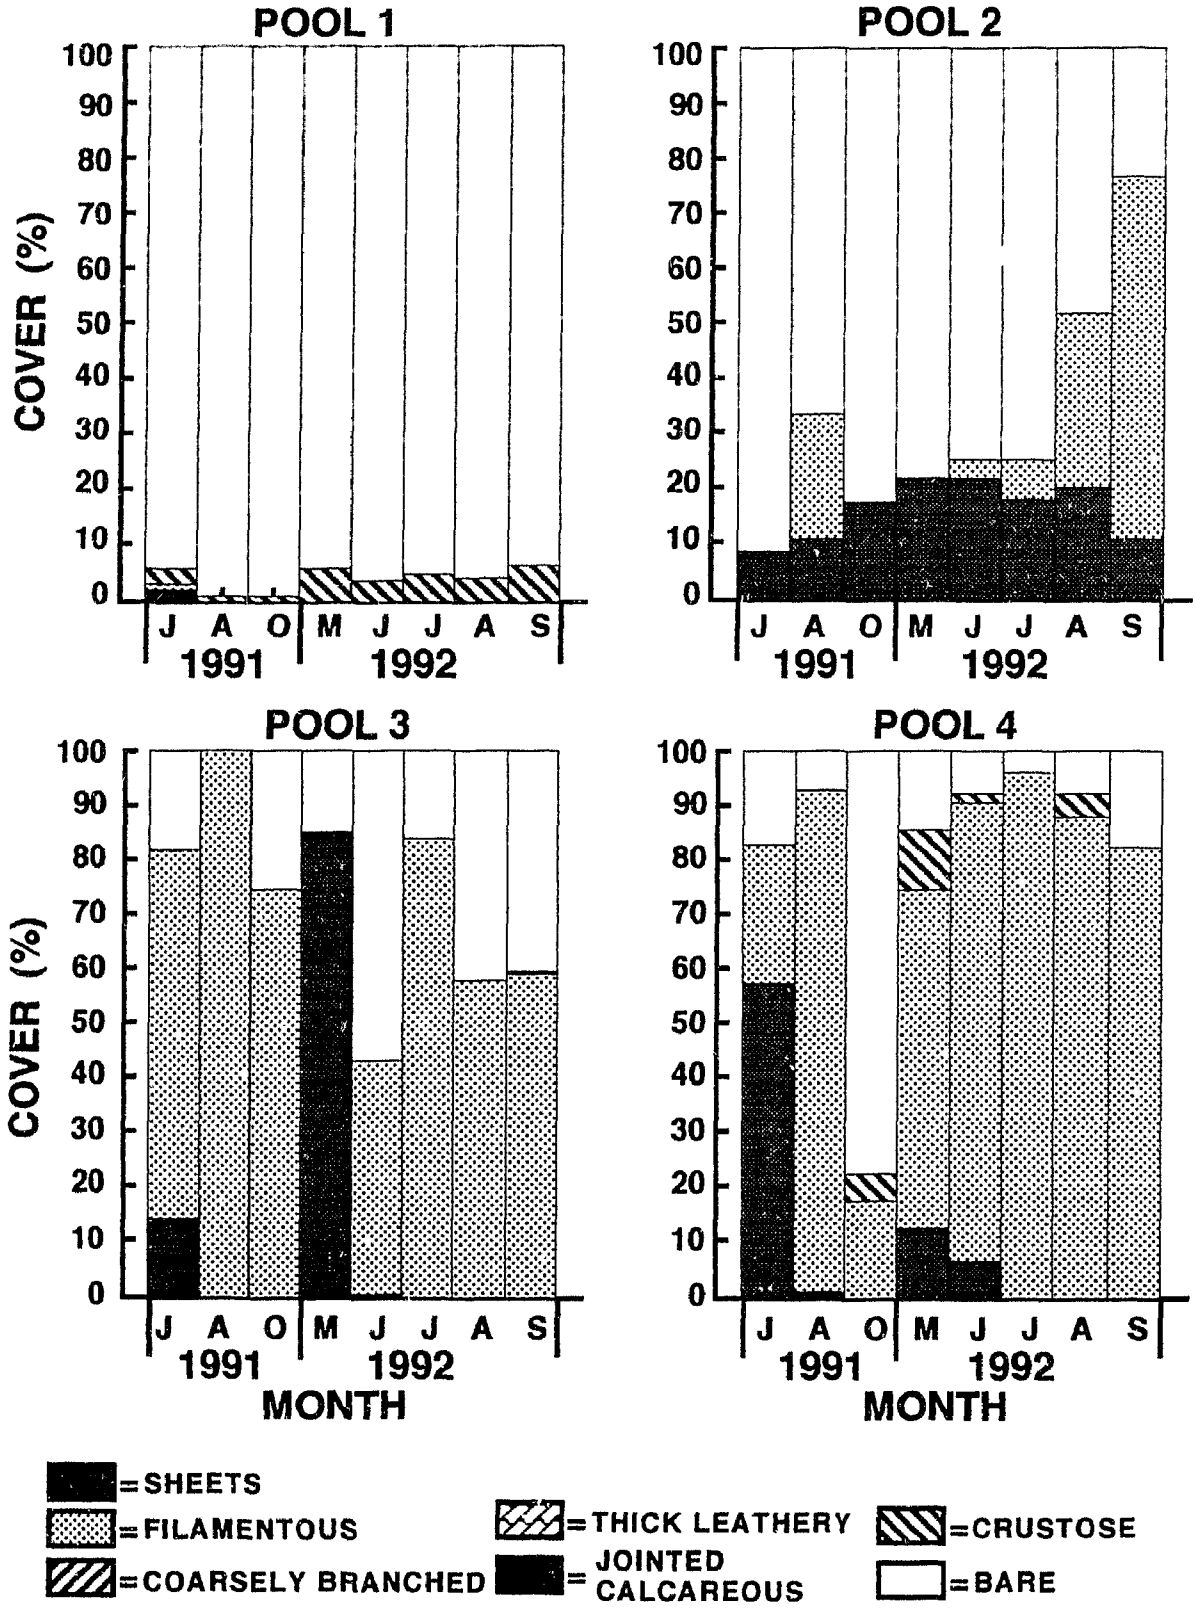 POOL 1
100
90
80
70
60
50
40
30
20
10
0
COVER (%)
J A O M J J A S
1991 1992
POOL 2
100
90
80
70
60
50
40
30
20
10
0
J A O M J J A S
1991 1992
POOL 3
100
90
80
70
60
50
40
30
20
10
0
COVER (%)
J A O M J J A S
1991 1992
MONTH
POOL 4
100
90
80
70
60
50
40
30
20
10
0
J A O M J J A S
1991 1992
MONTH
=SHEETS
=FILAMENTOUS
=COARSELY BRANCHED
=THICK LEATHERY
= JOINTED
CALCAREOUS
=CRUSTOSE
=BARE